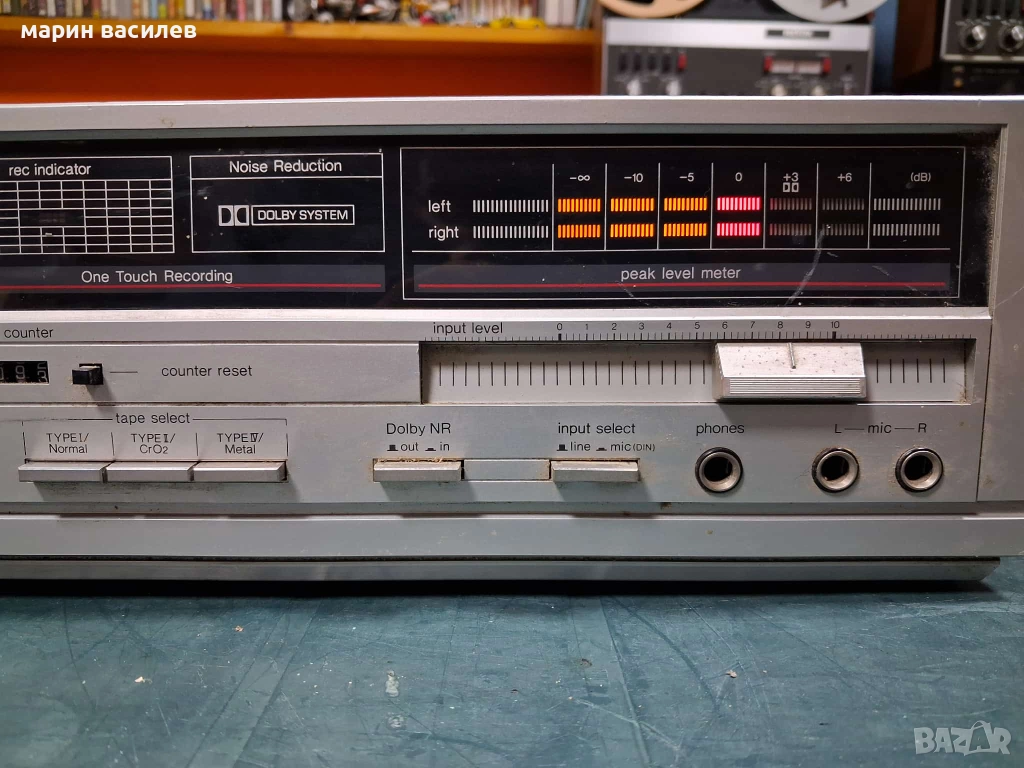 марин василев
rec indicator
Noise Reduction
DOLBY SYSTEM
One Touch Recording
-∞ -10 -5 0 +3 +6 (dB)
left
right
peak level meter
counter
input level
0 1 2 3 4 5 6 7 8 9 10
counter reset
tape select
TYPE I/ Normal
TYPE II/ CrO2
TYPE IV/ Metal
Dolby NR
out in
input select
line mic (DIN)
phones
L — mic — R
BAZAR